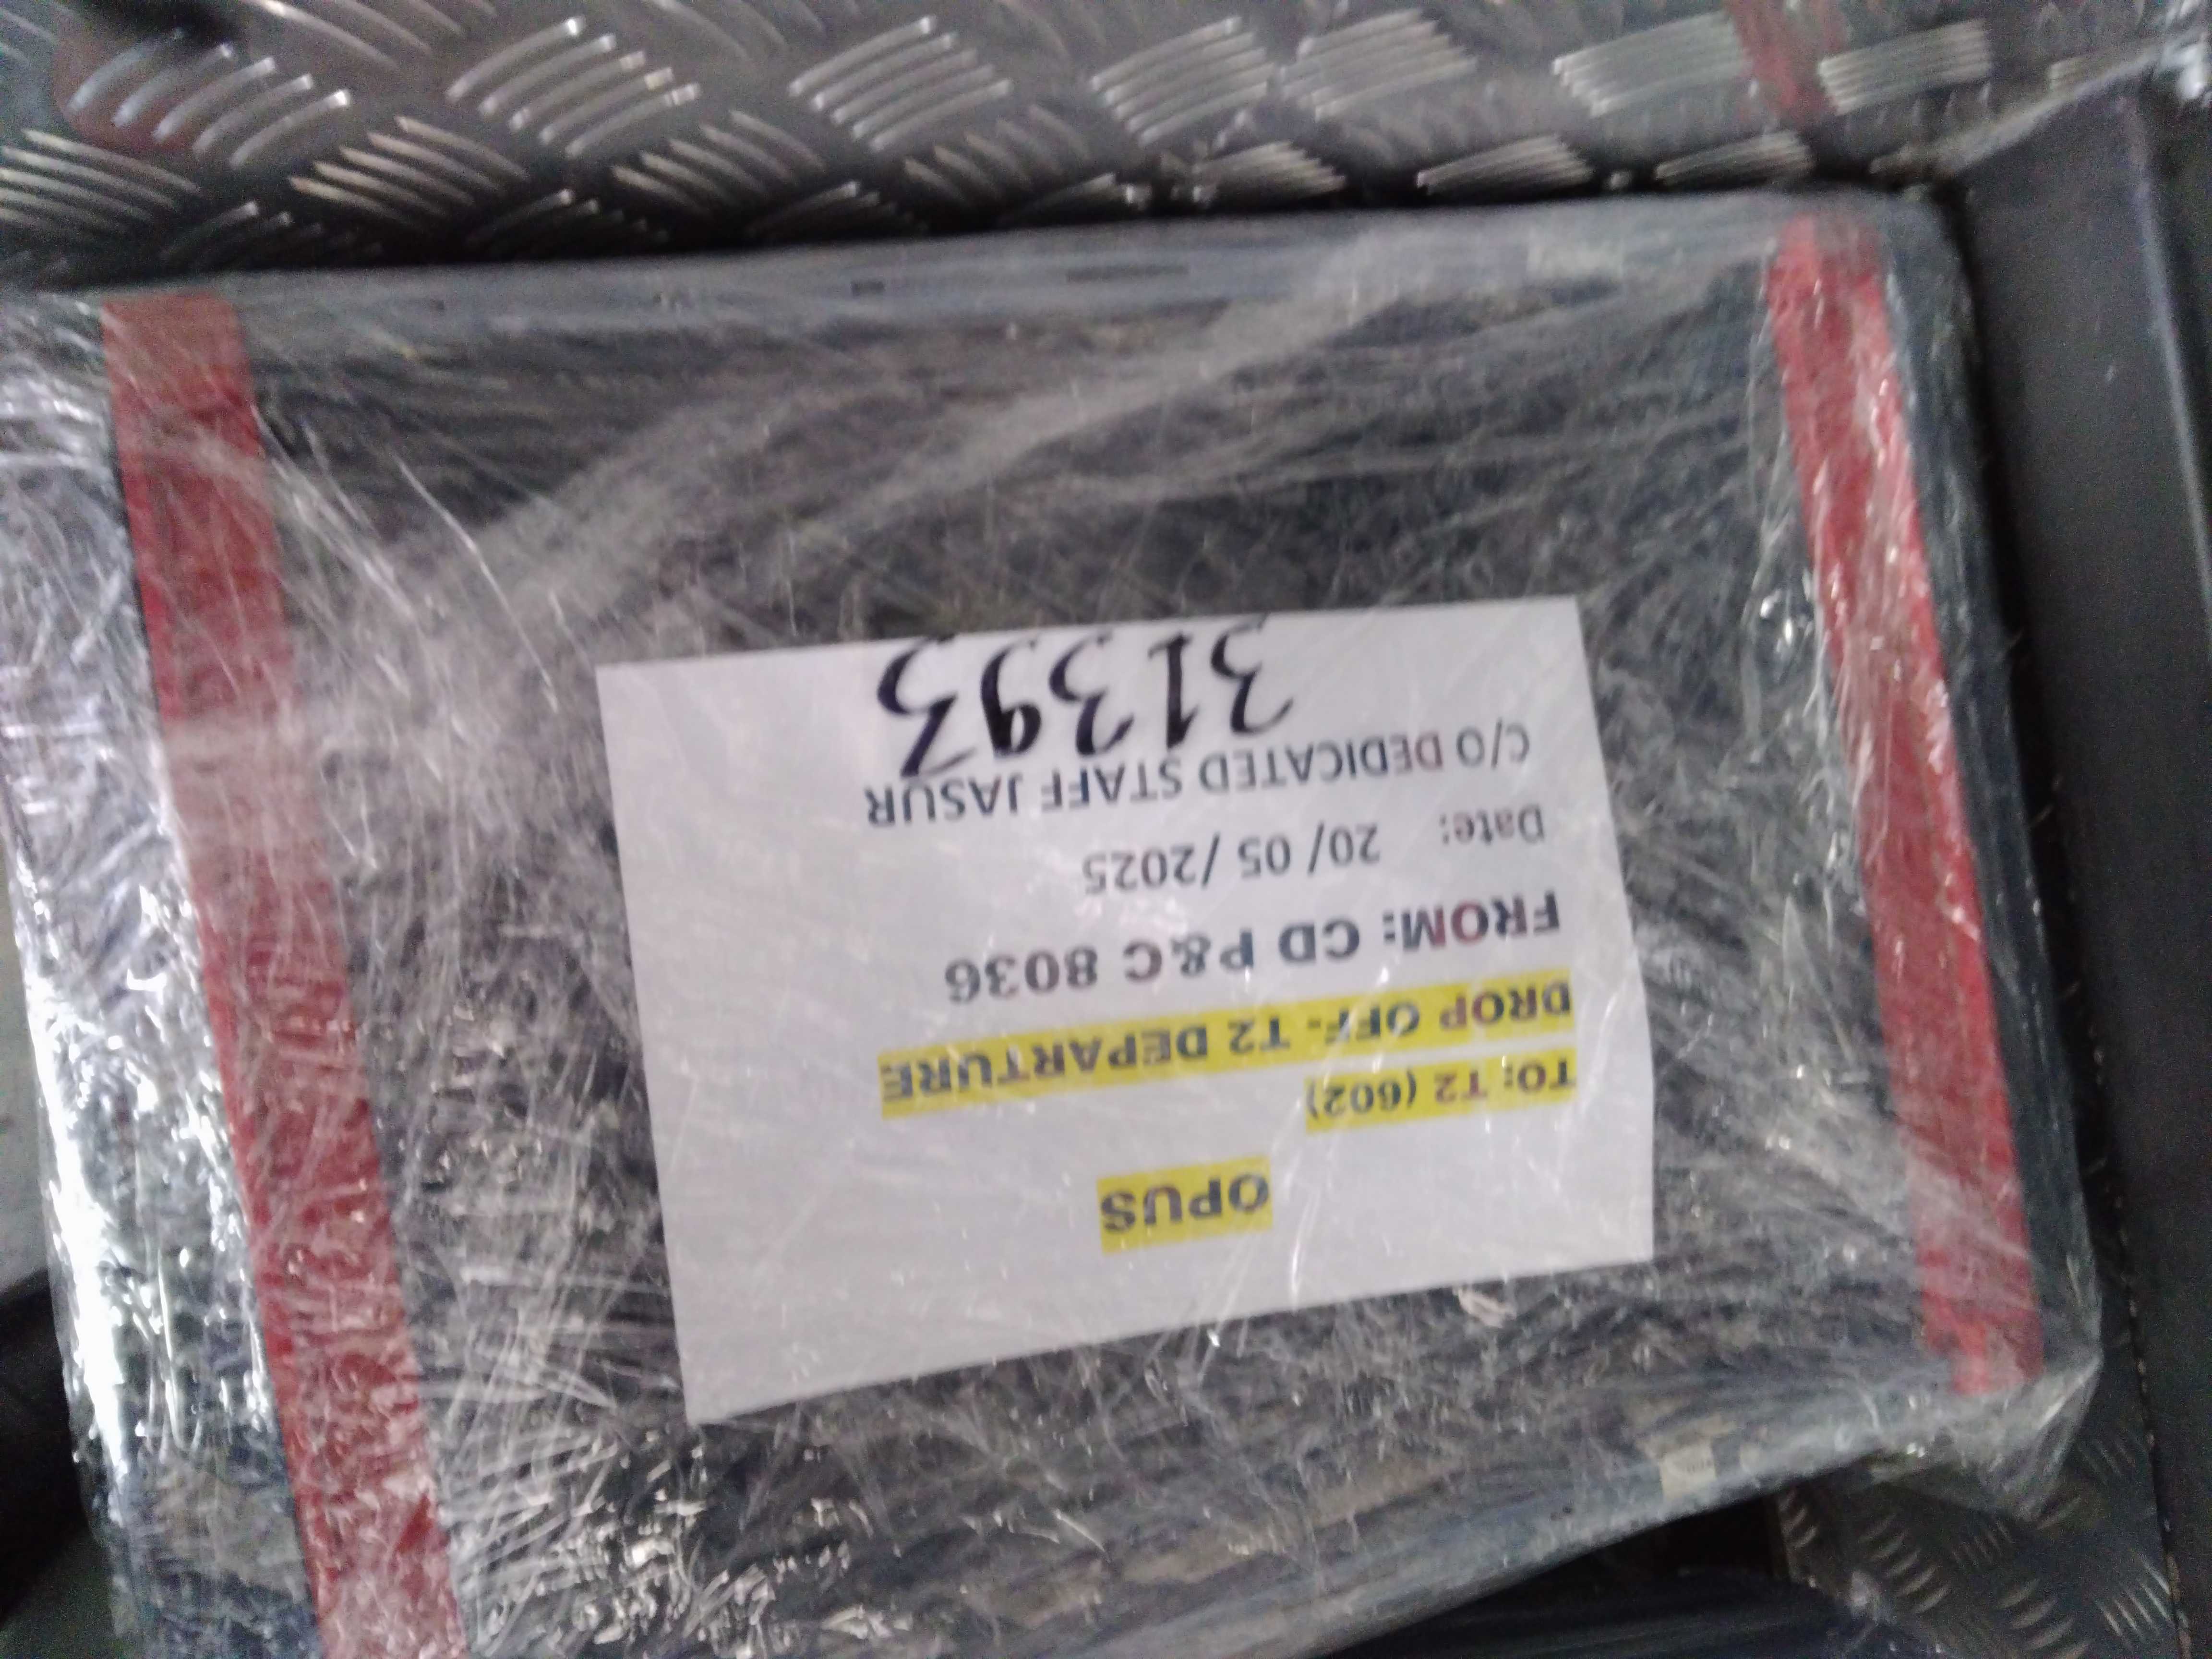 OPUS
TO: T2 (602)
DROP OFF. T2 DEPARTURE
FROM: CD P&C 8036
Date: 20/ 05 /2025
C/O DEDICATED STAFF JASUR
31393